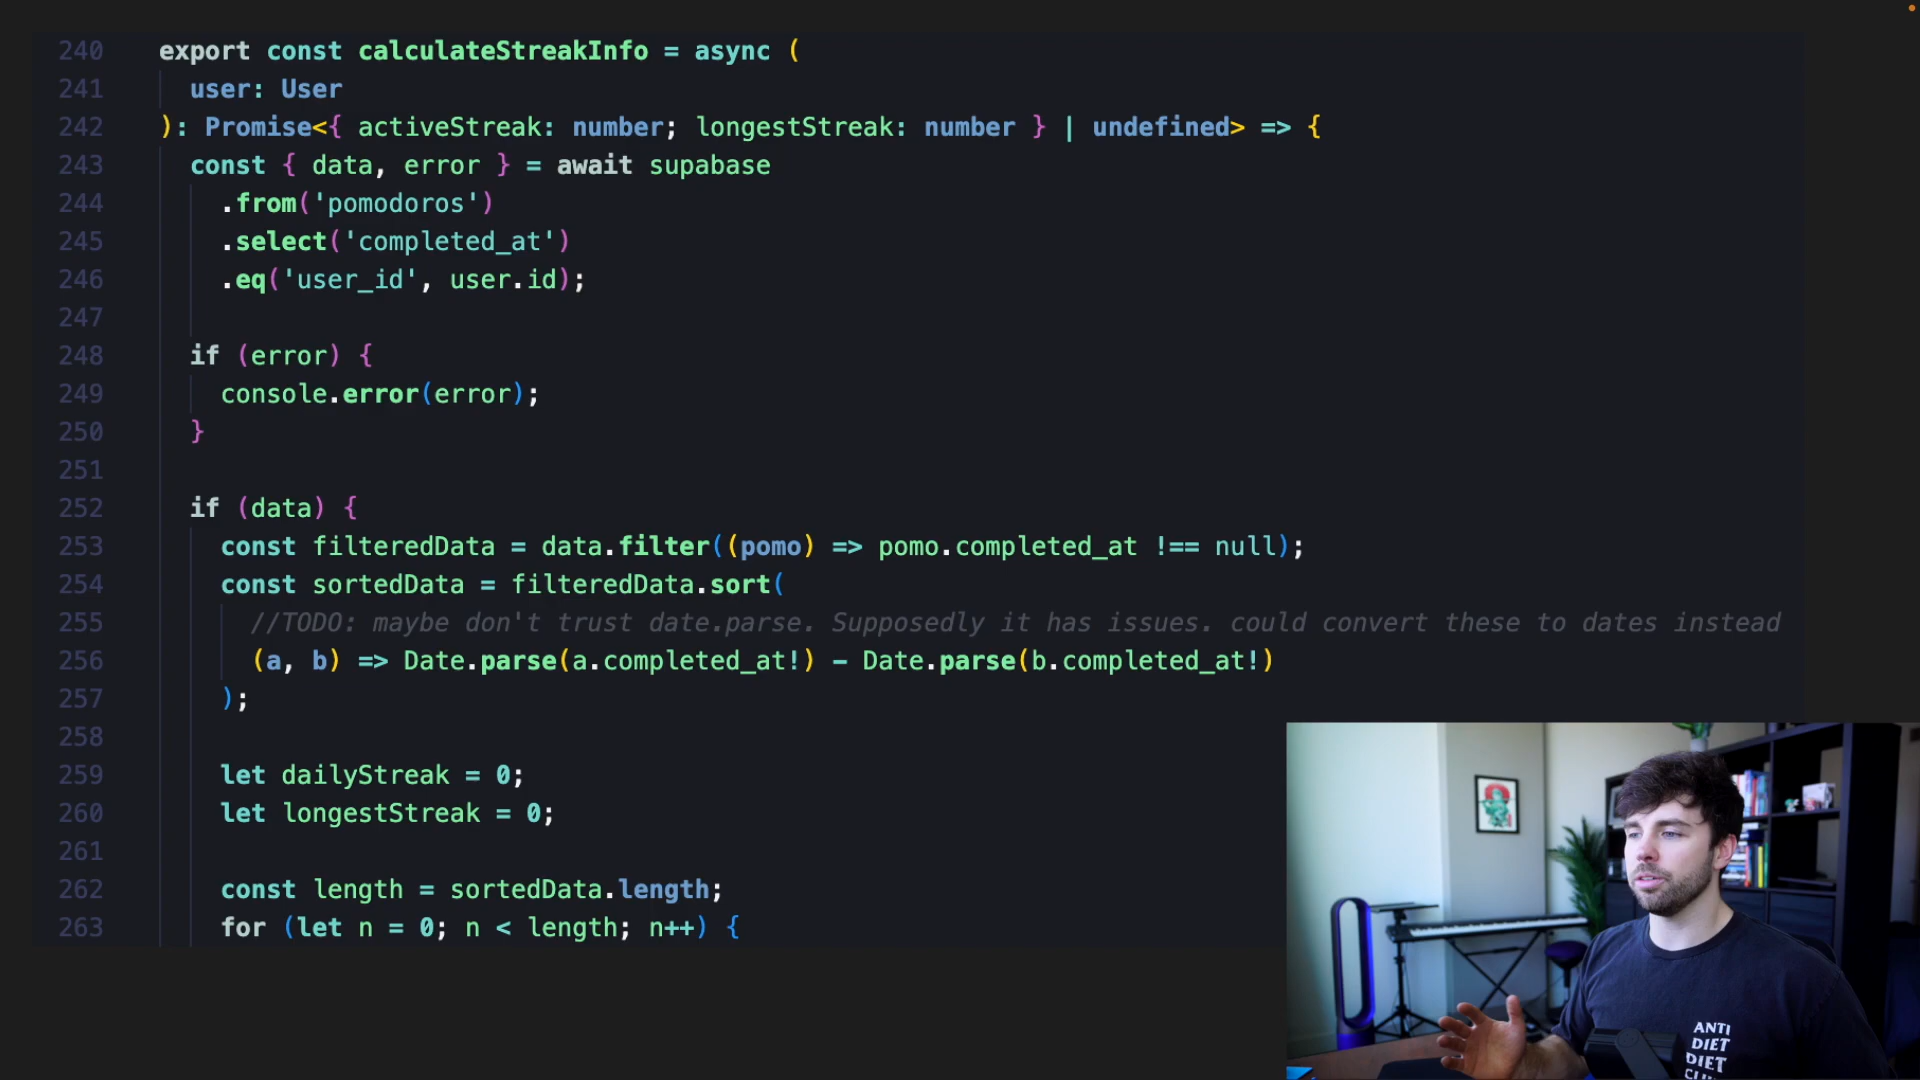 240 export const calculateStreakInfo = async (
241 user: User
242 ): Promise<{ activeStreak: number; longestStreak: number } | undefined> => {
243 const { data, error } = await supabase
244 .from('pomodoros')
245 .select('completed_at')
246 .eq('user_id', user.id);
247
248 if (error) {
249 console.error(error);
250 }
251
252 if (data) {
253 const filteredData = data.filter((pomo) => pomo.completed_at !== null);
254 const sortedData = filteredData.sort(
255 //TODO: maybe don't trust date.parse. Supposedly it has issues. could convert these to dates instead
256 (a, b) => Date.parse(a.completed_at!) - Date.parse(b.completed_at!)
257 );
258
259 let dailyStreak = 0;
260 let longestStreak = 0;
261
262 const length = sortedData.length;
263 for (let n = 0; n < length; n++) {
ANTI
DIET
DIET